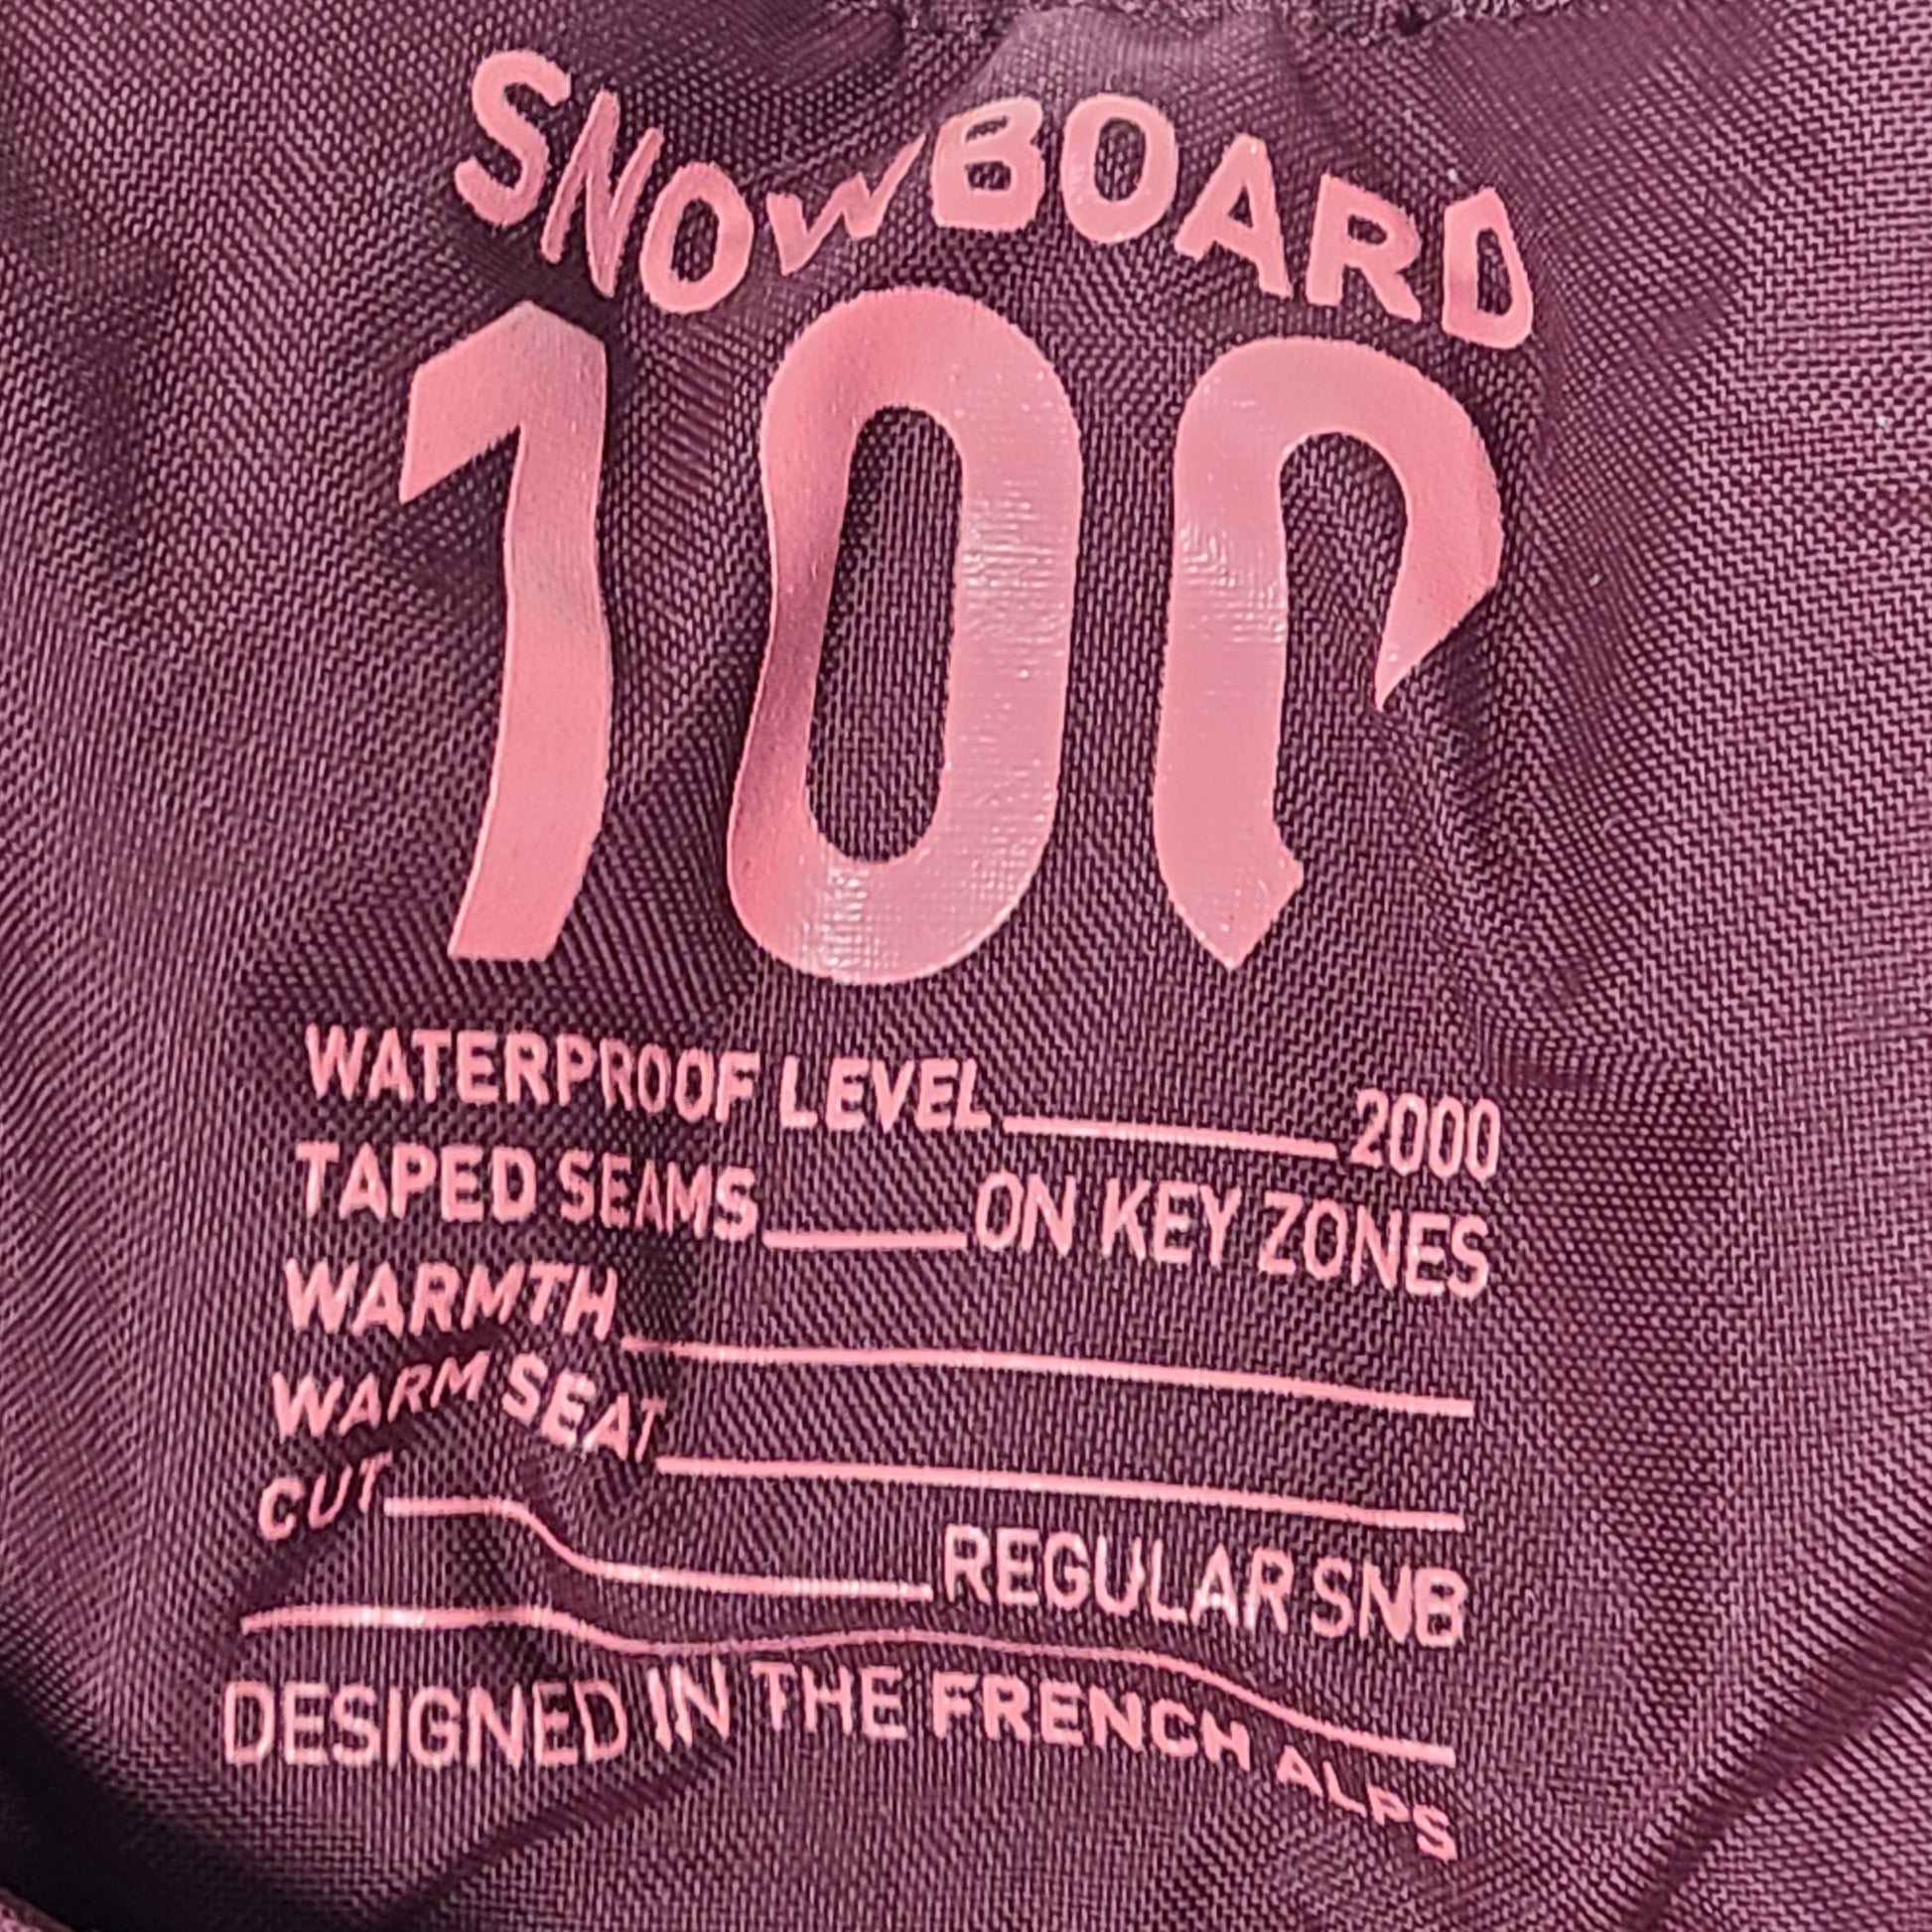 SNOWBOARD
100
WATERPROOF LEVEL 2000
TAPED SEAMS ON KEY ZONES
WARMTH
WARM SEAT
CUT REGULAR SNB
DESIGNED IN THE FRENCH ALPS